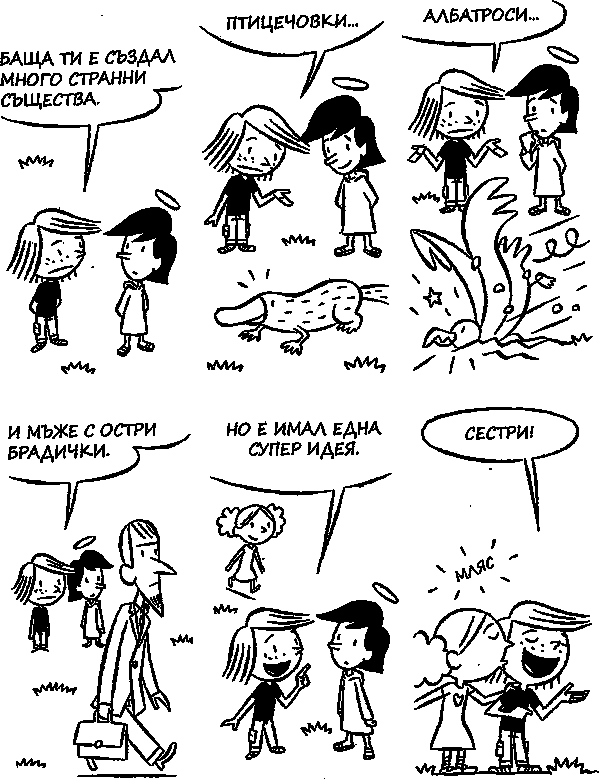 БАЩА ТИ Е СЪЗДАЛ
МНОГО СТРАННИ
СЪЩЕСТВА.
ПТИЦЕЧОВКИ...
АЛБАТРОСИ...
И МЪЖЕ С ОСТРИ
БРАДИЧКИ.
НО Е ИМАЛ ЕДНА
СУПЕР ИДЕЯ.
СЕСТРИ!
МЛЯС